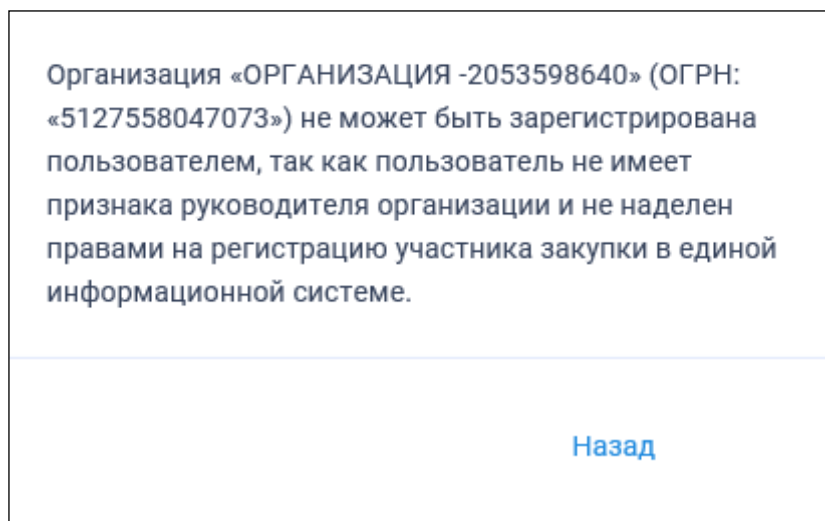 Организация «ОРГАНИЗАЦИЯ -2053598640» (ОГРН:
«5127558047073») не может быть зарегистрирована
пользователем, так как пользователь не имеет
признака руководителя организации и не наделен
правами на регистрацию участника закупки в единой
информационной системе.
Назад